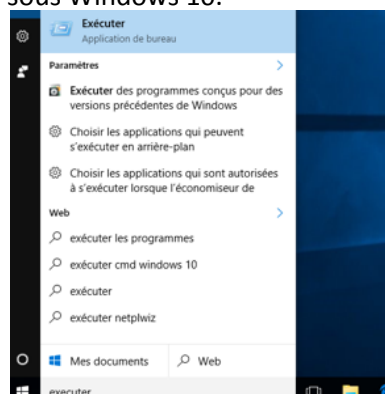 sous Windows 10.
Exécuter
Application de bureau
Paramètres
Exécuter des programmes conçus pour des
versions précédentes de Windows
Choisir les applications qui peuvent
s'exécuter en arrière-plan
Choisir les applications qui sont autorisées
à s'exécuter lorsque l'économiseur de
Web
exécuter les programmes
exécuter cmd windows 10
exécuter
exécuter netplwiz
Mes documents
Web
executer